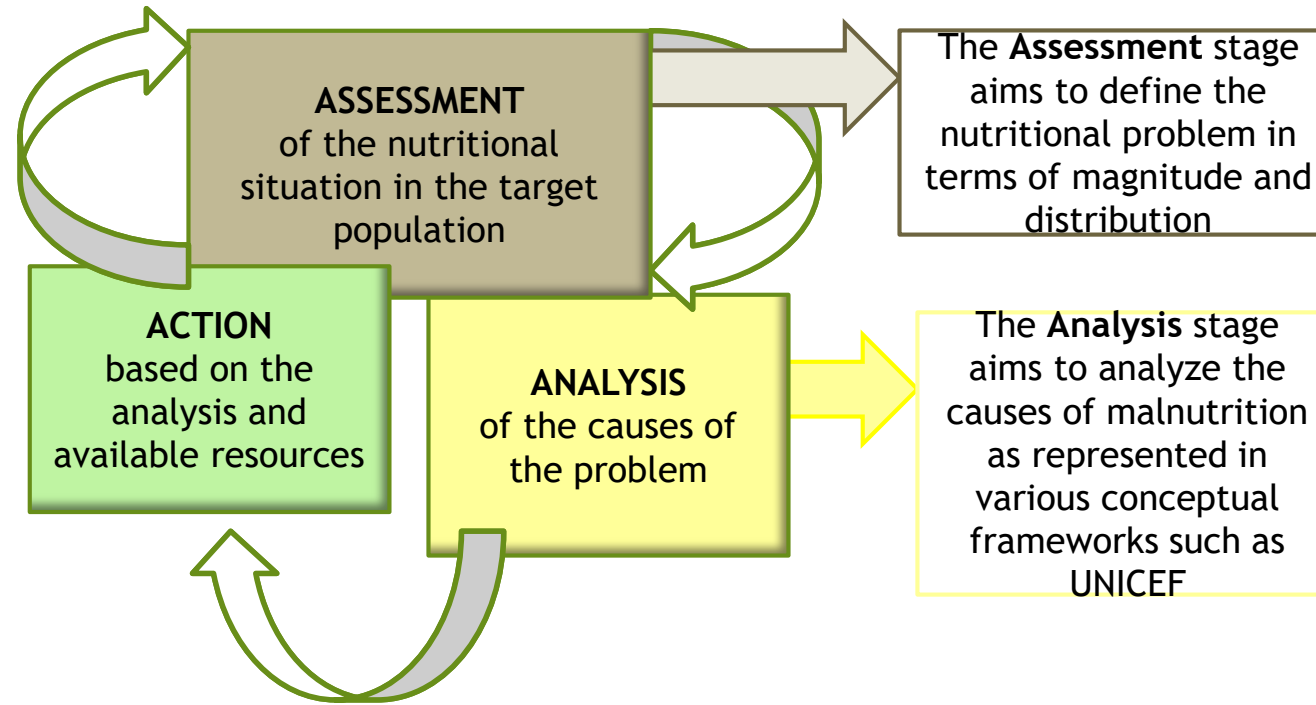 ASSESSMENT
of the nutritional
situation in the target
population
The Assessment stage
aims to define the
nutritional problem in
terms of magnitude and
distribution
ACTION
based on the
analysis and
available resources
ANALYSIS
of the causes of
the problem
The Analysis stage
aims to analyze the
causes of malnutrition
as represented in
various conceptual
frameworks such as
UNICEF